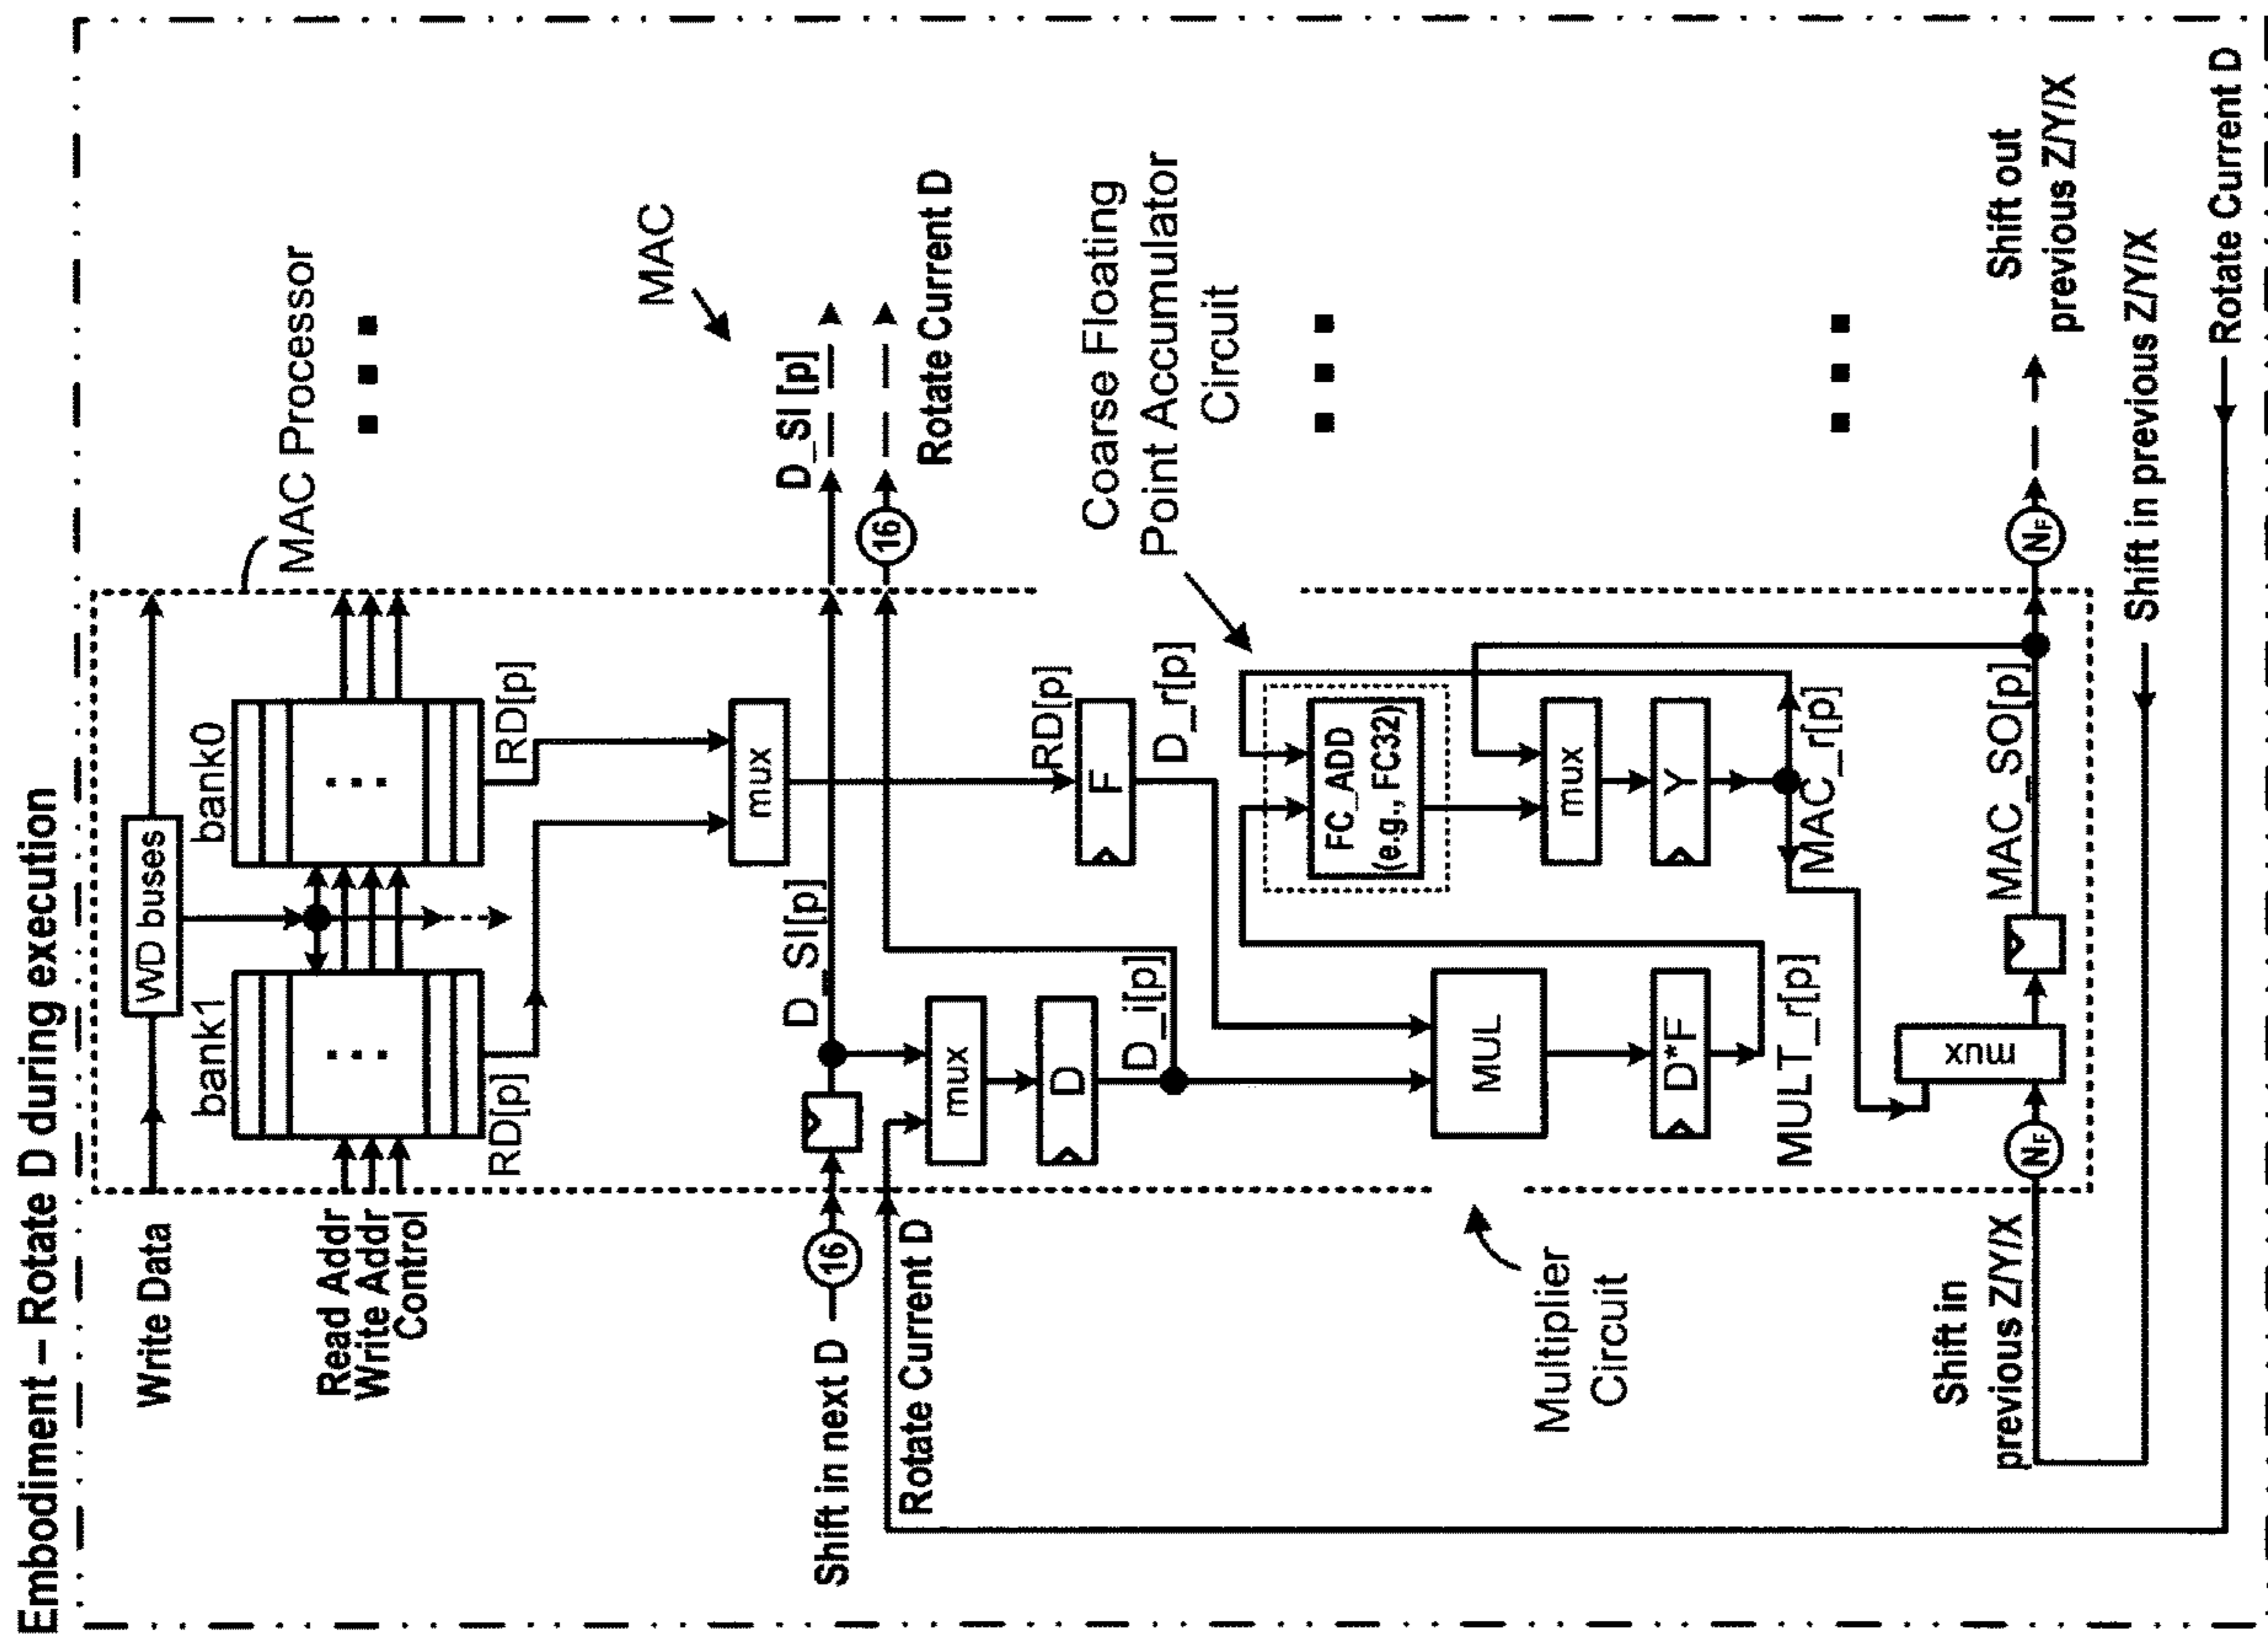 Embodiment – Rotate D during execution
Write Data
WD buses
MAC Processor
bank1
bank0
Read Addr
Write Addr
Control
RD[p]
RD[p]
mux
MAC
Shift in next D
16
D_SI[p]
D_SI [p]
Rotate Current D
16
Rotate Current D
mux
D
D_i[p]
RD[p]
F
D_r[p]
Coarse Floating
Point Accumulator
Circuit
FC_ADD
(e.g., FC32)
Multiplier
Circuit
MUL
mux
D*F
Y
MULT_r[p]
MAC_r[p]
Shift in
previous Z/Y/X
NF
mux
MAC_SO[p]
NF
Shift out
previous Z/Y/X
Shift in previous Z/Y/X
Rotate Current D